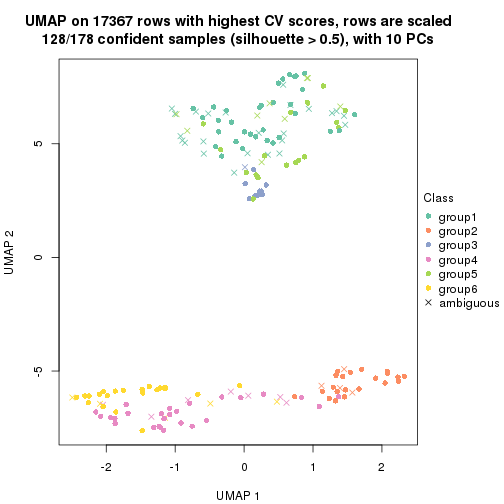 UMAP on 17367 rows with highest CV scores, rows are scaled
128/178 confident samples (silhouette > 0.5), with 10 PCs
5
0
-5
UMAP 2
-2
-1
0
1
2
UMAP 1
Class
group1
group2
group3
group4
group5
group6
ambiguous